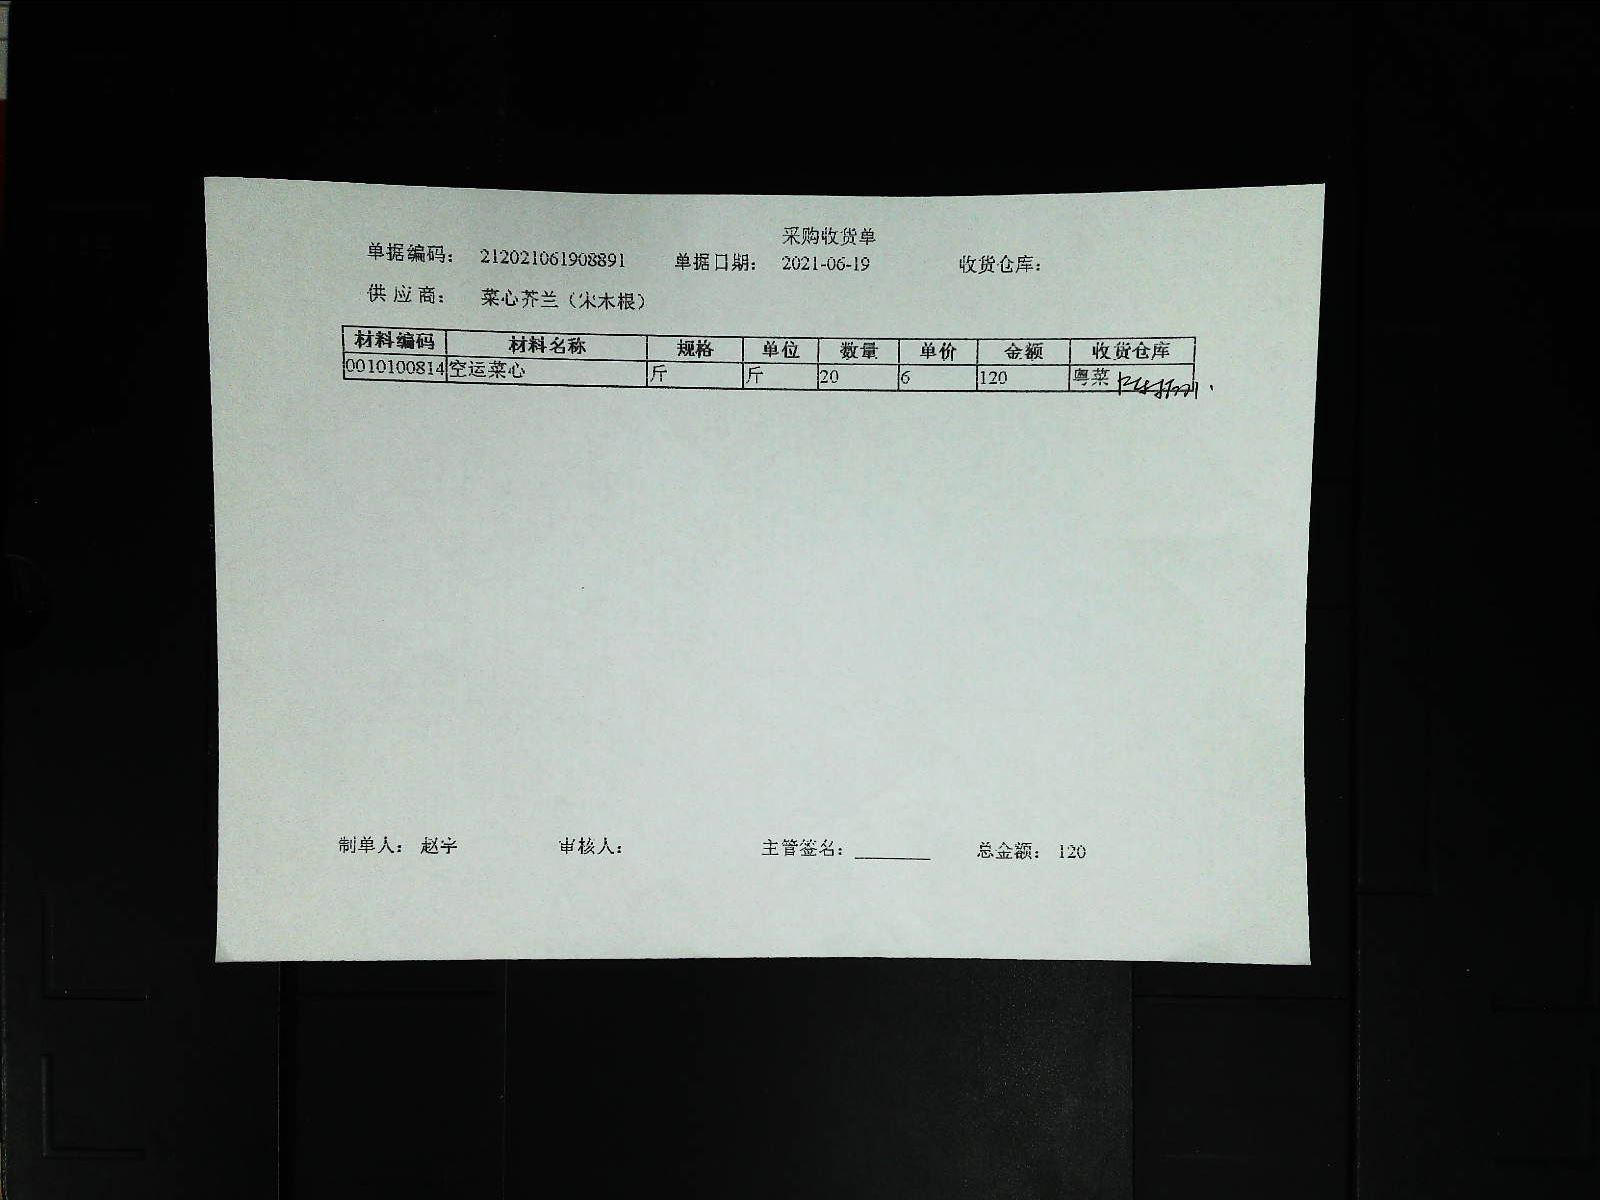 采购收货单
单据编码： 212021061908891 单据日期： 2021-06-19 收货仓库：
供 应 商： 菜心芥兰（宋木根）
材料编码 材料名称 规格 单位 数量 单价 金额 收货仓库
0010100814 空运菜心 斤 斤 20 6 120 粤菜
制单人： 赵宇 审核人： 主管签名：________ 总金额： 120